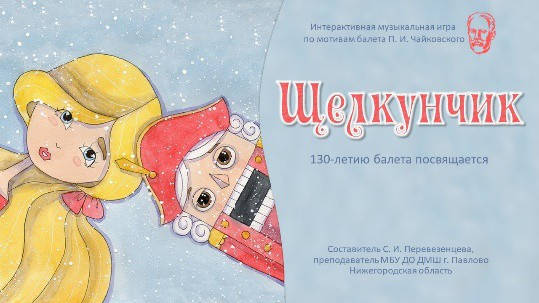 Интерактивная музыкальная игра
по мотивам балета П. И. Чайковского
Щелкунчик
130-летию балета посвящается
Составитель С. И. Перевезенцева,
преподаватель МБУ ДО ДМШ г. Павлово
Нижегородская область